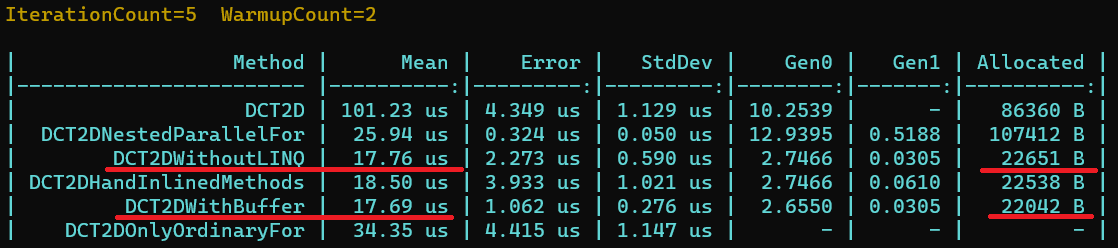 IterationCount=5  WarmupCount=2
|                  Method |      Mean |    Error |   StdDev |    Gen0 |   Gen1 | Allocated |
|------------------------ |----------:|---------:|---------:|--------:|-------:|----------:|
|                   DCT2D | 101.23 us | 4.349 us | 1.129 us | 10.2539 |      - |   86360 B |
|  DCT2DNestedParallelFor |  25.94 us | 0.324 us | 0.050 us | 12.9395 | 0.5188 |  107412 B |
|        DCT2DWithoutLINQ |  17.76 us | 2.273 us | 0.590 us |  2.7466 | 0.0305 |   22651 B |
| DCT2DHandInlinedMethods |  18.50 us | 3.933 us | 1.021 us |  2.7466 | 0.0610 |   22538 B |
|         DCT2DWithBuffer |  17.69 us | 1.062 us | 0.276 us |  2.6550 | 0.0305 |   22042 B |
|    DCT2DOnlyOrdinaryFor |  34.35 us | 4.415 us | 1.147 us |       - |      - |         - |